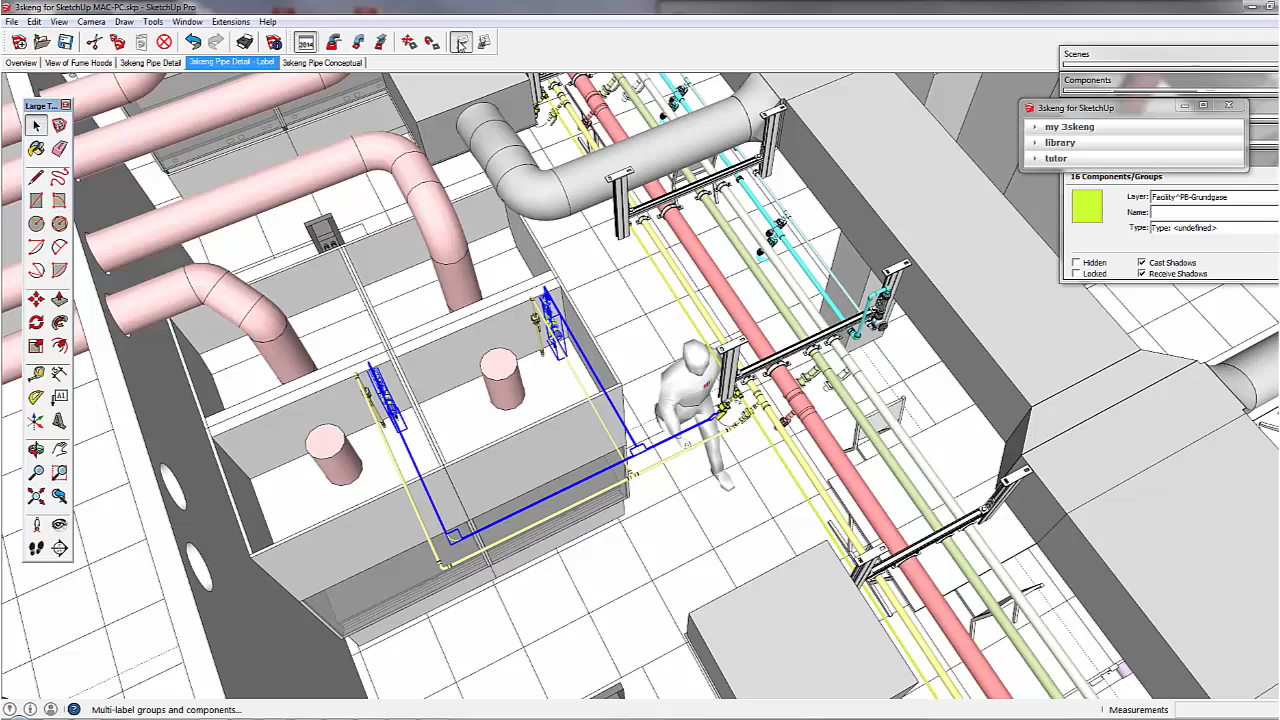 3skeng for SketchUp MAC-PC.skp - SketchUp Pro
File Edit View Camera Draw Tools Window Extensions Help
2014
Overview View of Fume Hoods 3skeng Pipe Detail 3skeng Pipe Detail - Label 3skeng Pipe Conceptual
Scenes
Components
Large T...
3skeng for SketchUp
my 3skeng
library
tutor
16 Components/Groups
Layer: Facility^PB-Grundgase
Name:
Type: Type: <undefined>
Hidden Cast Shadows
Locked Receive Shadows
A1
Multi-label groups and components...
Measurements